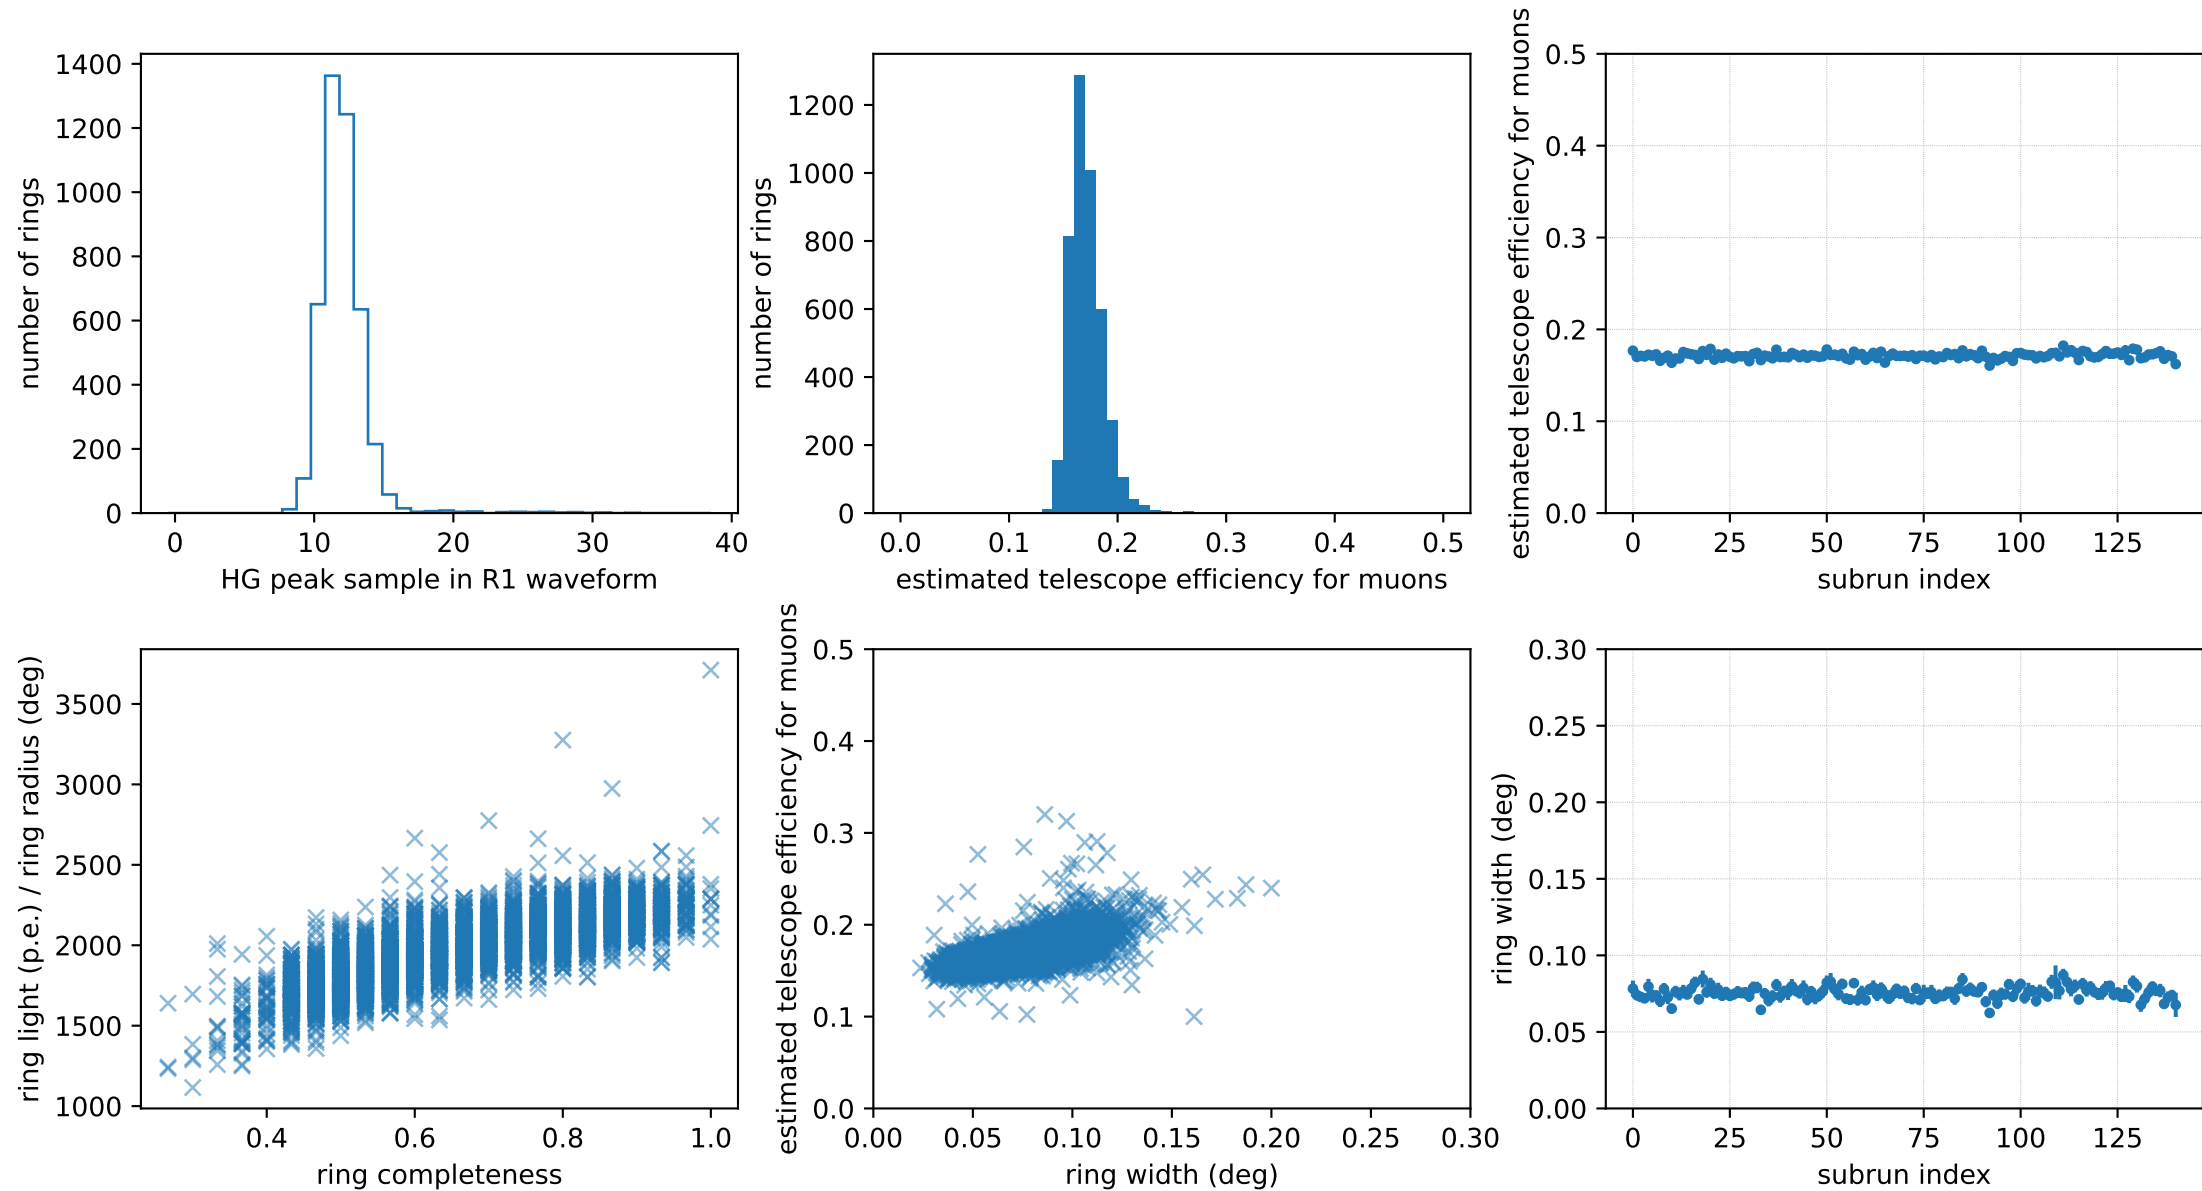 number of rings
1400
1200
1000
800
600
400
200
0
0 10 20 30 40
HG peak sample in R1 waveform
number of rings
1200
1000
800
600
400
200
0
0.0 0.1 0.2 0.3 0.4 0.5
estimated telescope efficiency for muons
estimated telescope efficiency for muons
0.5
0.4
0.3
0.2
0.1
0.0
0 25 50 75 100 125
subrun index
ring light (p.e.) / ring radius (deg)
3500
3000
2500
2000
1500
1000
0.4 0.6 0.8 1.0
ring completeness
estimated telescope efficiency for muons
0.5
0.4
0.3
0.2
0.1
0.0
0.00 0.05 0.10 0.15 0.20 0.25 0.30
ring width (deg)
ring width (deg)
0.30
0.25
0.20
0.15
0.10
0.05
0.00
0 25 50 75 100 125
subrun index